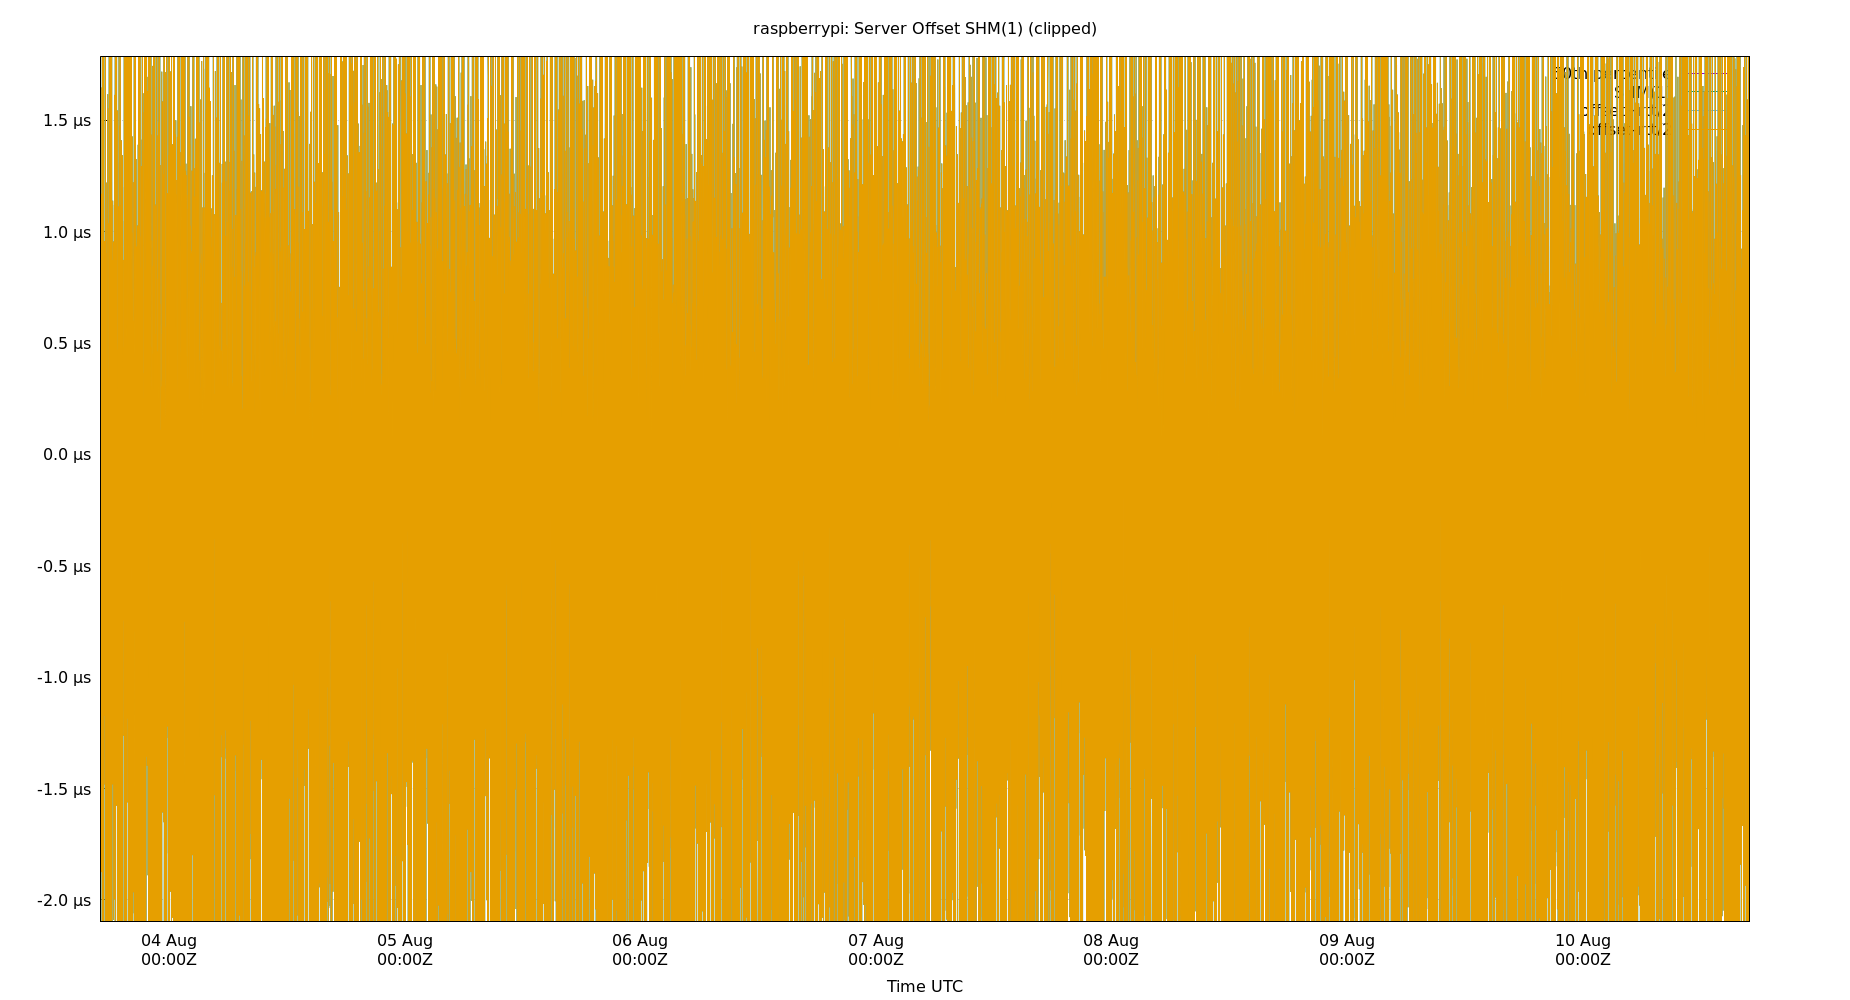 raspberrypi: Server Offset SHM(1) (clipped)
1.5 µs
1.0 µs
0.5 µs
0.0 µs
-0.5 µs
-1.0 µs
-1.5 µs
-2.0 µs
04 Aug 05 Aug 06 Aug 07 Aug 08 Aug 09 Aug 10 Aug
00:00Z 00:00Z 00:00Z 00:00Z 00:00Z 00:00Z 00:00Z
Time UTC